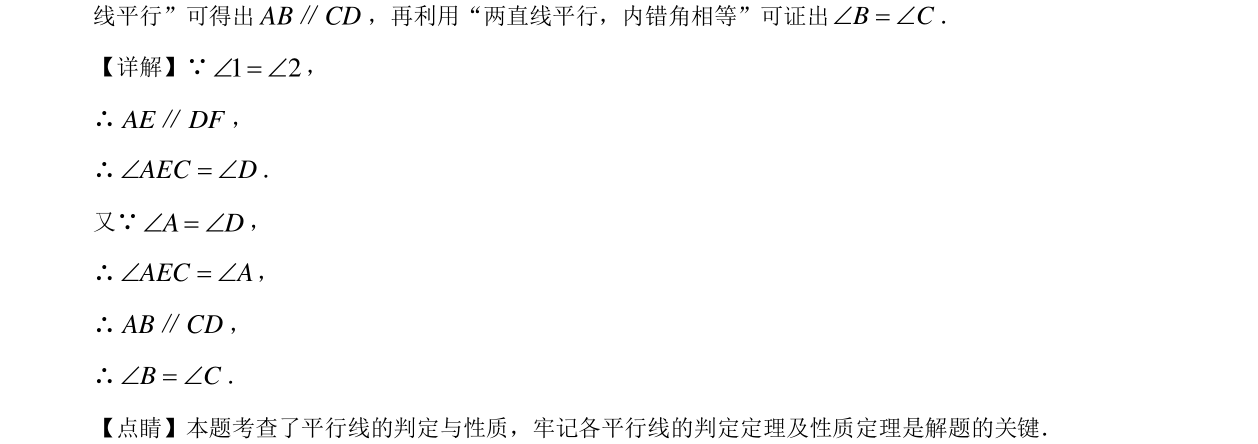 线平行”可得出 AB∥CD，再利用“两直线平行，内错角相等”可证出∠B=∠C．
【详解】∵∠1=∠2，
∴AE∥DF，
∴∠AEC=∠D．
又∵∠A=∠D，
∴∠AEC=∠A，
∴AB∥CD，
∴∠B=∠C．
【点睛】本题考查了平行线的判定与性质，牢记各平行线的判定定理及性质定理是解题的关键．